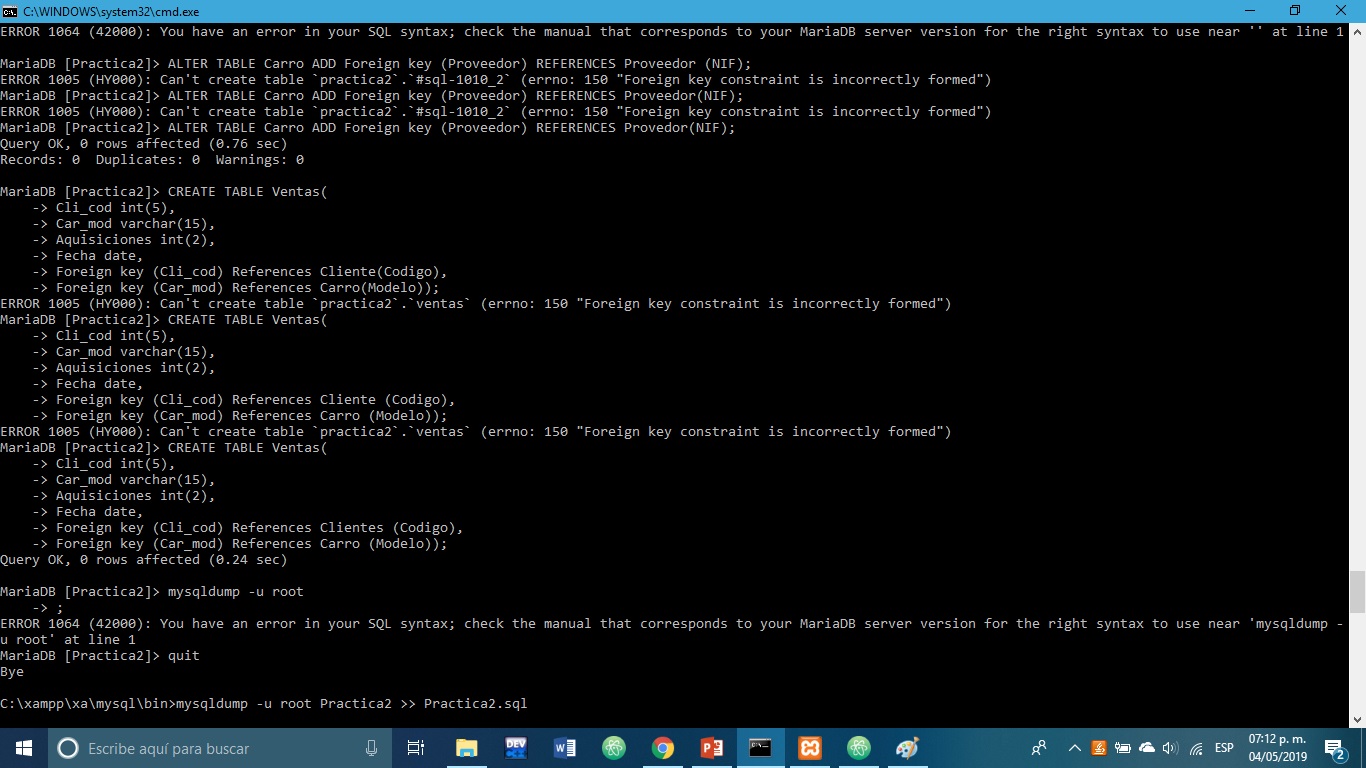 C:\WINDOWS\system32\cmd.exe
ERROR 1064 (42000): You have an error in your SQL syntax; check the manual that corresponds to your MariaDB server version for the right syntax to use near '' at line 1
MariaDB [Practica2]> ALTER TABLE Carro ADD Foreign key (Proveedor) REFERENCES Proveedor (NIF);
ERROR 1005 (HY000): Can't create table `practica2`.`#sql-1010_2` (errno: 150 "Foreign key constraint is incorrectly formed")
MariaDB [Practica2]> ALTER TABLE Carro ADD Foreign key (Proveedor) REFERENCES Proveedor(NIF);
ERROR 1005 (HY000): Can't create table `practica2`.`#sql-1010_2` (errno: 150 "Foreign key constraint is incorrectly formed")
MariaDB [Practica2]> ALTER TABLE Carro ADD Foreign key (Proveedor) REFERENCES Provedor(NIF);
Query OK, 0 rows affected (0.76 sec)
Records: 0  Duplicates: 0  Warnings: 0
MariaDB [Practica2]> CREATE TABLE Ventas(
    -> Cli_cod int(5),
    -> Car_mod varchar(15),
    -> Aquisiciones int(2),
    -> Fecha date,
    -> Foreign key (Cli_cod) References Cliente(Codigo),
    -> Foreign key (Car_mod) References Carro(Modelo));
ERROR 1005 (HY000): Can't create table `practica2`.`ventas` (errno: 150 "Foreign key constraint is incorrectly formed")
MariaDB [Practica2]> CREATE TABLE Ventas(
    -> Cli_cod int(5),
    -> Car_mod varchar(15),
    -> Aquisiciones int(2),
    -> Fecha date,
    -> Foreign key (Cli_cod) References Cliente (Codigo),
    -> Foreign key (Car_mod) References Carro (Modelo));
ERROR 1005 (HY000): Can't create table `practica2`.`ventas` (errno: 150 "Foreign key constraint is incorrectly formed")
MariaDB [Practica2]> CREATE TABLE Ventas(
    -> Cli_cod int(5),
    -> Car_mod varchar(15),
    -> Aquisiciones int(2),
    -> Fecha date,
    -> Foreign key (Cli_cod) References Clientes (Codigo),
    -> Foreign key (Car_mod) References Carro (Modelo));
Query OK, 0 rows affected (0.24 sec)
MariaDB [Practica2]> mysqldump -u root
    -> ;
ERROR 1064 (42000): You have an error in your SQL syntax; check the manual that corresponds to your MariaDB server version for the right syntax to use near 'mysqldump -
u root' at line 1
MariaDB [Practica2]> quit
Bye
C:\xampp\xa\mysql\bin>mysqldump -u root Practica2 >> Practica2.sql
Escribe aquí para buscar
DEV
ESP
07:12 p. m.
04/05/2019
2